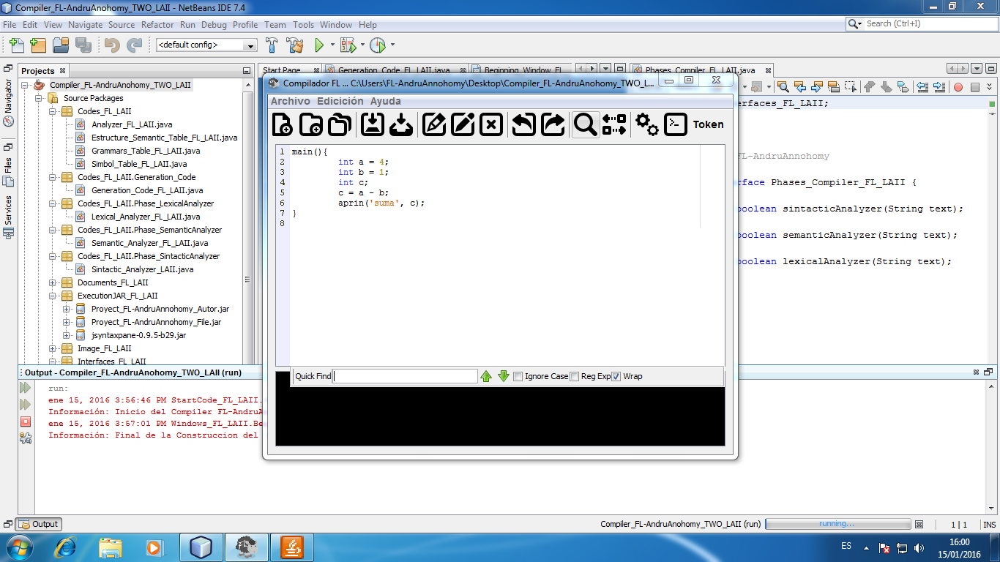 Compiler_FL-AndruAnohomy_TWO_LAII - NetBeans IDE 7.4
File Edit View Navigate Source Refactor Run Debug Profile Team Tools Window Help
Search (Ctrl+I)
<default config>
Projects
Start Page
Generation_Code_FL_LAII.java
Beginning_Window_FL_
Phases_Compiler_FL_LAII.java
Navigator
Files
Services
Compiler_FL-AndruAnohomy_TWO_LAII
Source Packages
Codes_FL_LAII
Analyzer_FL_LAII.java
Estructure_Semantic_Table_FL_LAII.java
Grammars_Table_FL_LAII.java
Simbol_Table_FL_LAII.java
Codes_FL_LAII.Generation_Code
Generation_Code_FL_LAII.java
Codes_FL_LAII.Phase_LexicalAnalyzer
Lexical_Analyzer_FL_LAII.java
Codes_FL_LAII.Phase_SemanticAnalyzer
Semantic_Analyzer_FL_LAII.java
Codes_FL_LAII.Phase_SintacticAnalyzer
Sintactic_Analyzer_LAII.java
Documents_FL_LAII
ExecutionJAR_FL_LAII
Proyect_FL-AndruAnnohomy_Autor.jar
Proyect_FL-AndruAnnohomy_File.jar
jsyntaxpane-0.9.5-b29.jar
Image_FL_LAII
Interfaces_FL_LAII
Compilador FL ... C:\Users\FL-AndruAnnohomy\Desktop\Compiler_FL-AndruAnohomy_TWO_L...
Archivo Edicición Ayuda
Token
1 main(){
2 int a = 4;
3 int b = 1;
4 int c;
5 c = a - b;
6 aprin('suma', c);
7 }
8
Quick Find
Ignore Case
Reg Exp
Wrap
erfaces_FL_LAII;
FL-AndruAnnohomy
rface Phases_Compiler_FL_LAII {
boolean sintacticAnalyzer(String text);
boolean semanticAnalyzer(String text);
boolean lexicalAnalyzer(String text);
Output - Compiler_FL-AndruAnohomy_TWO_LAII (run)
run:
ene 15, 2016 3:56:46 PM StartCode_FL_LAII.
Información: Inicio del Compiler FL-AndruA
ene 15, 2016 3:57:01 PM Windows_FL_LAII.Be
Información: Final de la Construccion del
Output
Compiler_FL-AndruAnohomy_TWO_LAII (run)
running...
1 | 1
INS
ES
16:00
15/01/2016